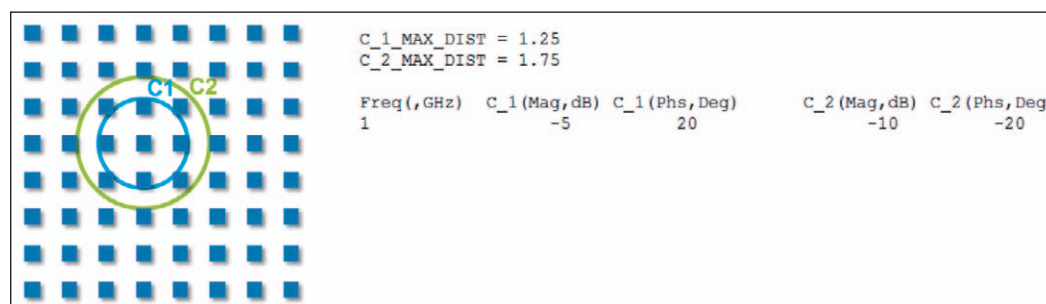 C1 C2
C_1_MAX_DIST = 1.25
C_2_MAX_DIST = 1.75
Freq(,GHz) C_1(Mag,dB) C_1(Phs,Deg) C_2(Mag,dB) C_2(Phs,Deg
1 -5 20 -10 -20